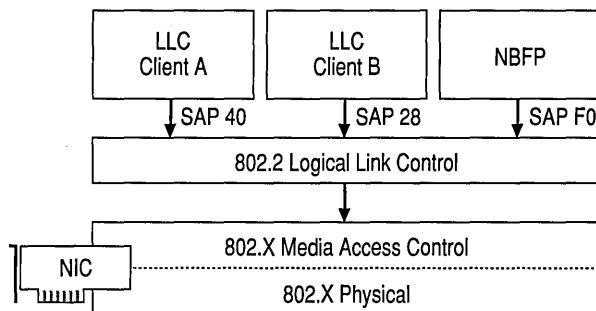 LLC
Client A
LLC
Client B
NBFP
SAP 40
SAP 28
SAP F0
802.2 Logical Link Control
802.X Media Access Control
NIC
802.X Physical